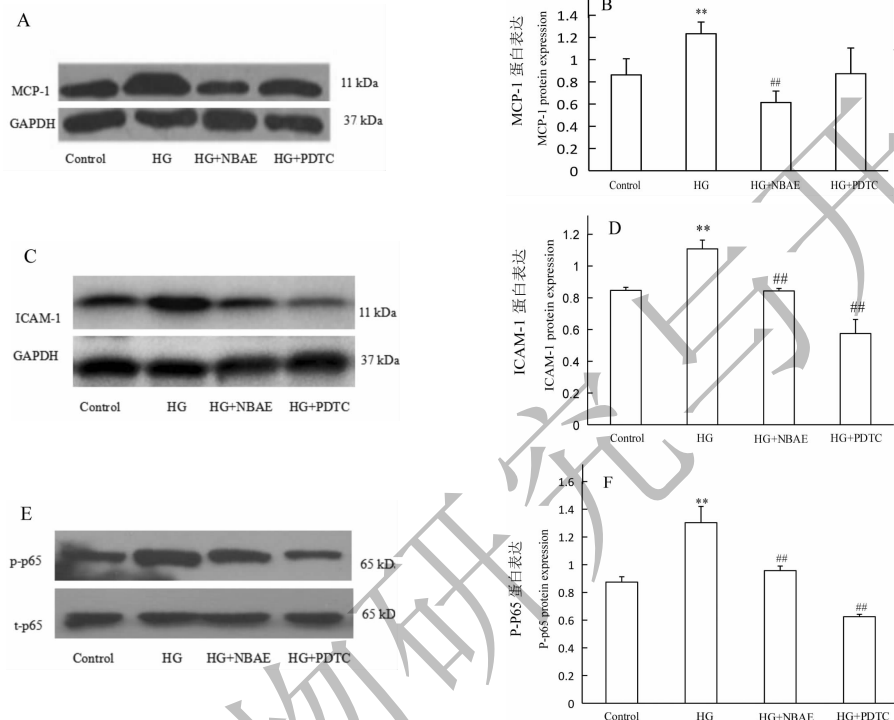 A
MCP-1
11 kDa
GAPDH
37 kDa
Control HG HG+NBAE HG+PDTC
B
MCP-1 蛋白表达
MCP-1 protein expression
1.4
1.2
1
0.8
0.6
0.4
0.2
0
**
##
Control HG HG+NBAE HG+PDTC
C
ICAM-1
11 kDa
GAPDH
37 kDa
Control HG HG+NBAE HG+PDTC
D
ICAM-1 蛋白表达
ICAM-1 protein expression
1.2
1
0.8
0.6
0.4
0.2
0
**
##
##
Control HG HG+NBAE HG+PDTC
E
p-p65
65 kD
t-p65
65 kD
Control HG HG+NBAE HG+PDTC
F
P-P65 蛋白表达
P-p65 protein expression
1.6
1.4
1.2
1
0.8
0.6
0.4
0.2
0
**
##
##
Control HG HG+NBAE HG+PDTC
物研究与开